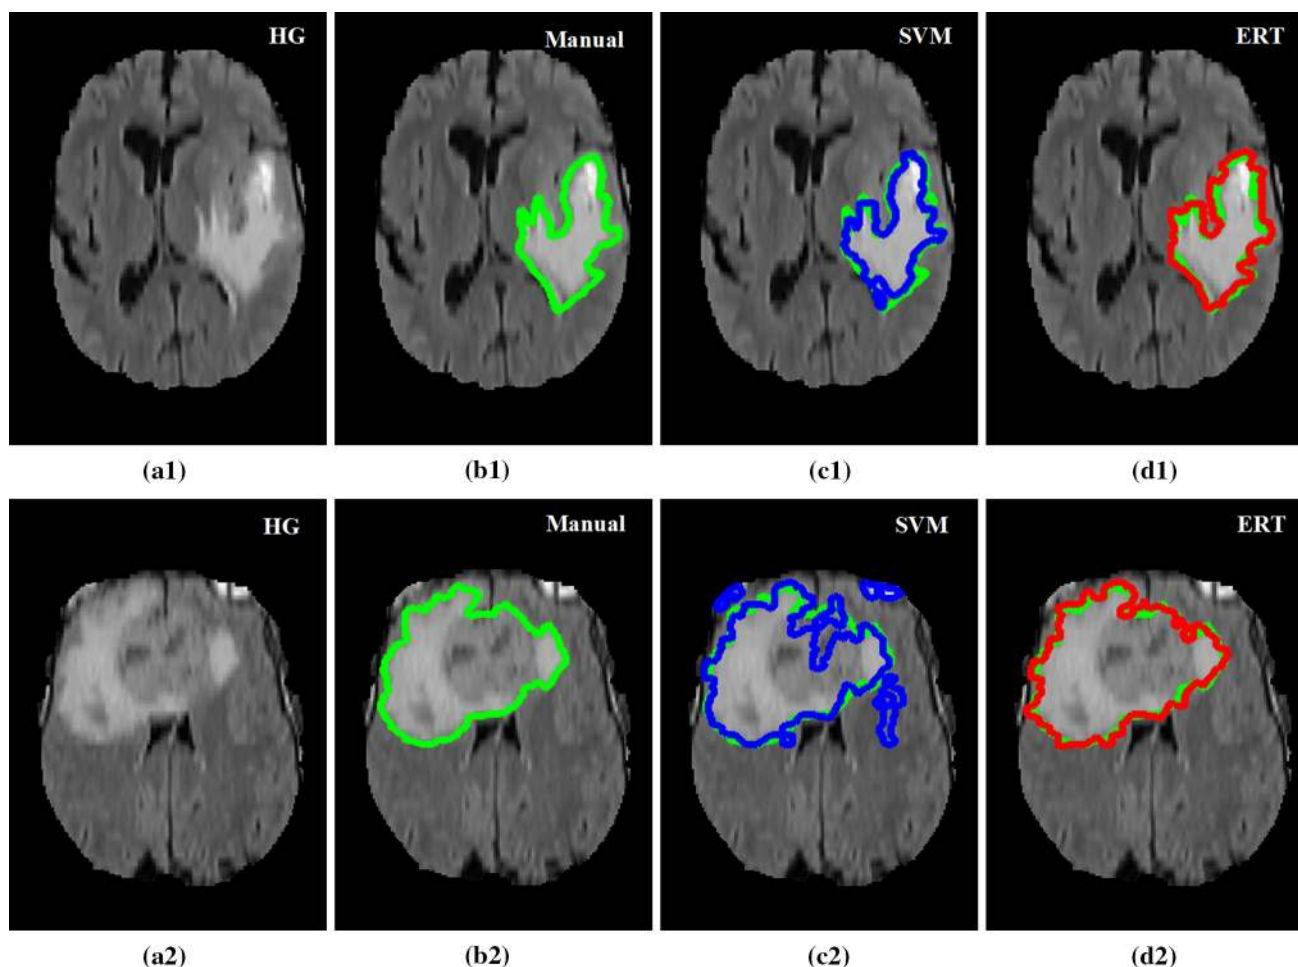 HG
Manual
SVM
ERT
(a1)
(b1)
(c1)
(d1)
HG
Manual
SVM
ERT
(a2)
(b2)
(c2)
(d2)